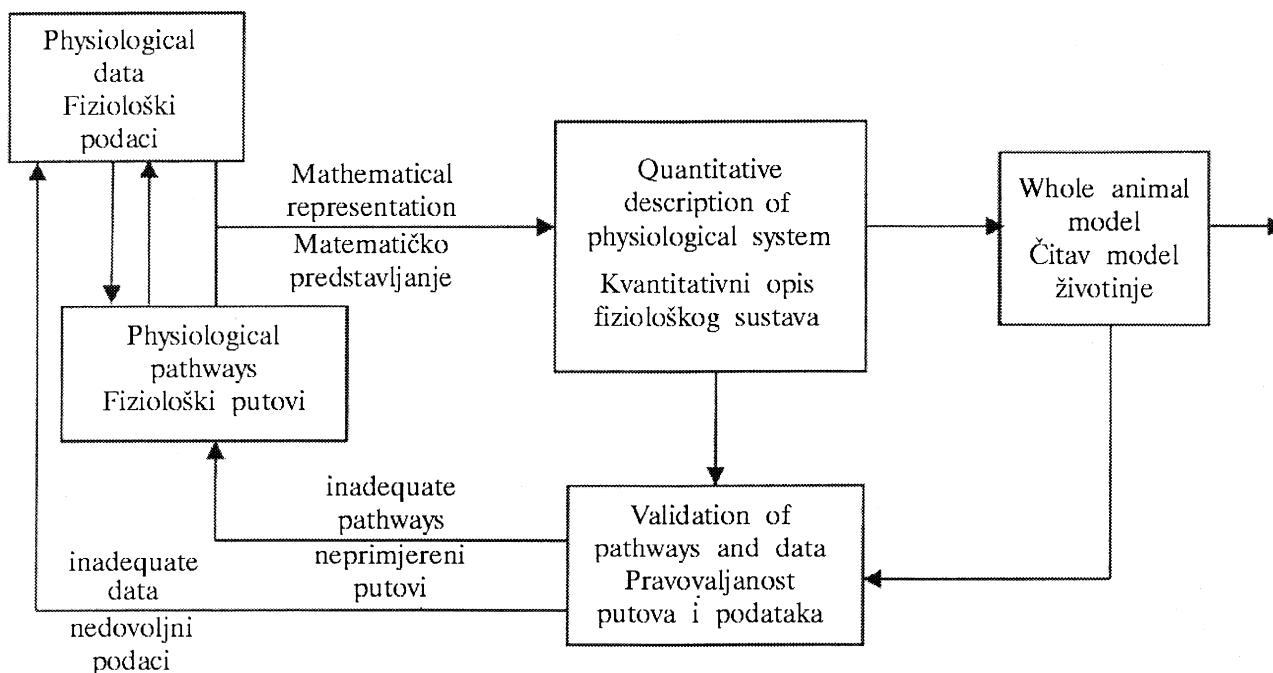 Physiological
data
Fiziološki
podaci
Mathematical
representation
Matematičko
predstavljanje
Quantitative
description of
physiological system
Kvantitativni opis
fiziološkog sustava
Whole animal
model
Čitav model
životinje
Physiological
pathways
Fiziološki putovi
inadequate
pathways
neprimjereni
putovi
Validation of
pathways and data
Pravovaljanost
putova i podataka
inadequate
data
nedovoljni
podaci